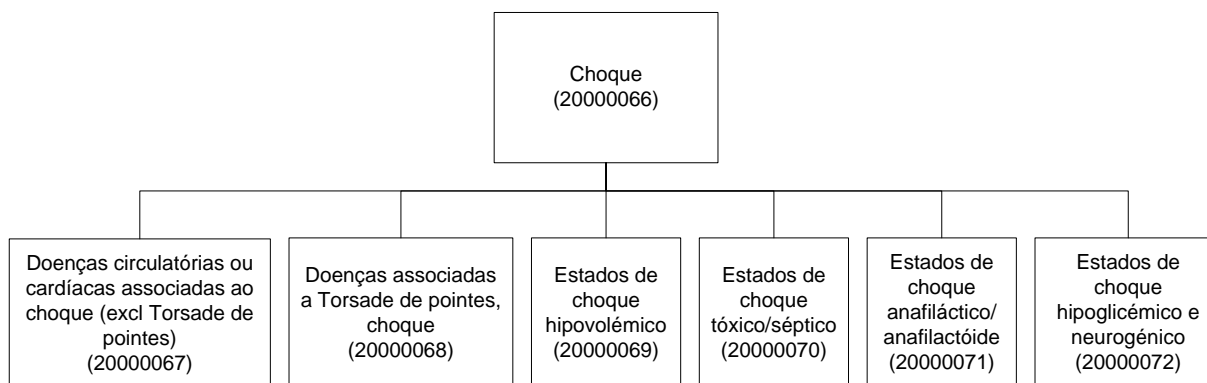 Choque
(20000066)
Doenças circulatórias ou
cardíacas associadas ao
choque (excl Torsade de
pointes)
(20000067)
Doenças associadas
a Torsade de pointes,
choque
(20000068)
Estados de
choque
hipovolémico
(20000069)
Estados de
choque
tóxico/séptico
(20000070)
Estados de
choque
anafiláctico/
anafilactóide
(20000071)
Estados de
choque
hipoglicémico e
neurogénico
(20000072)